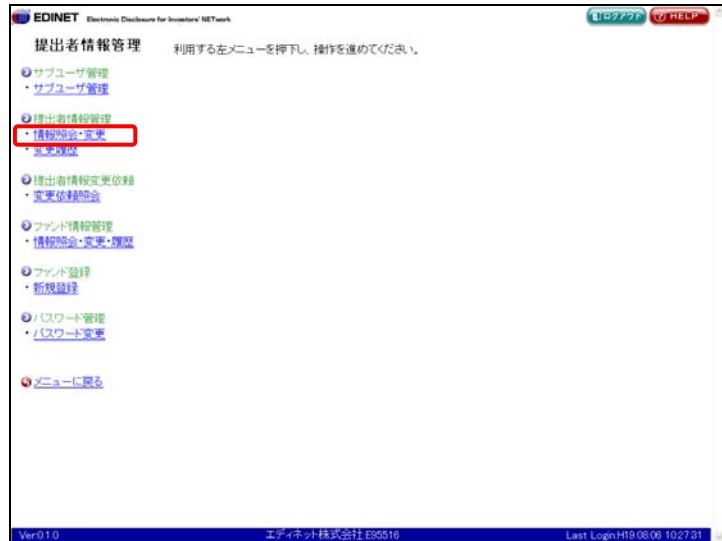 EDINET Electronic Disclosure for Investors' NETwork
ログアウト
HELP
提出者情報管理
利用する左メニューを押下し、操作を進めてください。
サブユーザ管理
・サブユーザ管理
提出者情報管理
・情報照会・変更
・変更履歴
提出者情報変更依頼
・変更依頼照会
ファンド情報管理
・情報照会・変更・履歴
ファンド登録
・新規登録
パスワード管理
・パスワード変更
メニューに戻る
Ver.0.1.0
エディネット株式会社 E95516
Last Login:H19.08.06 10:27:31